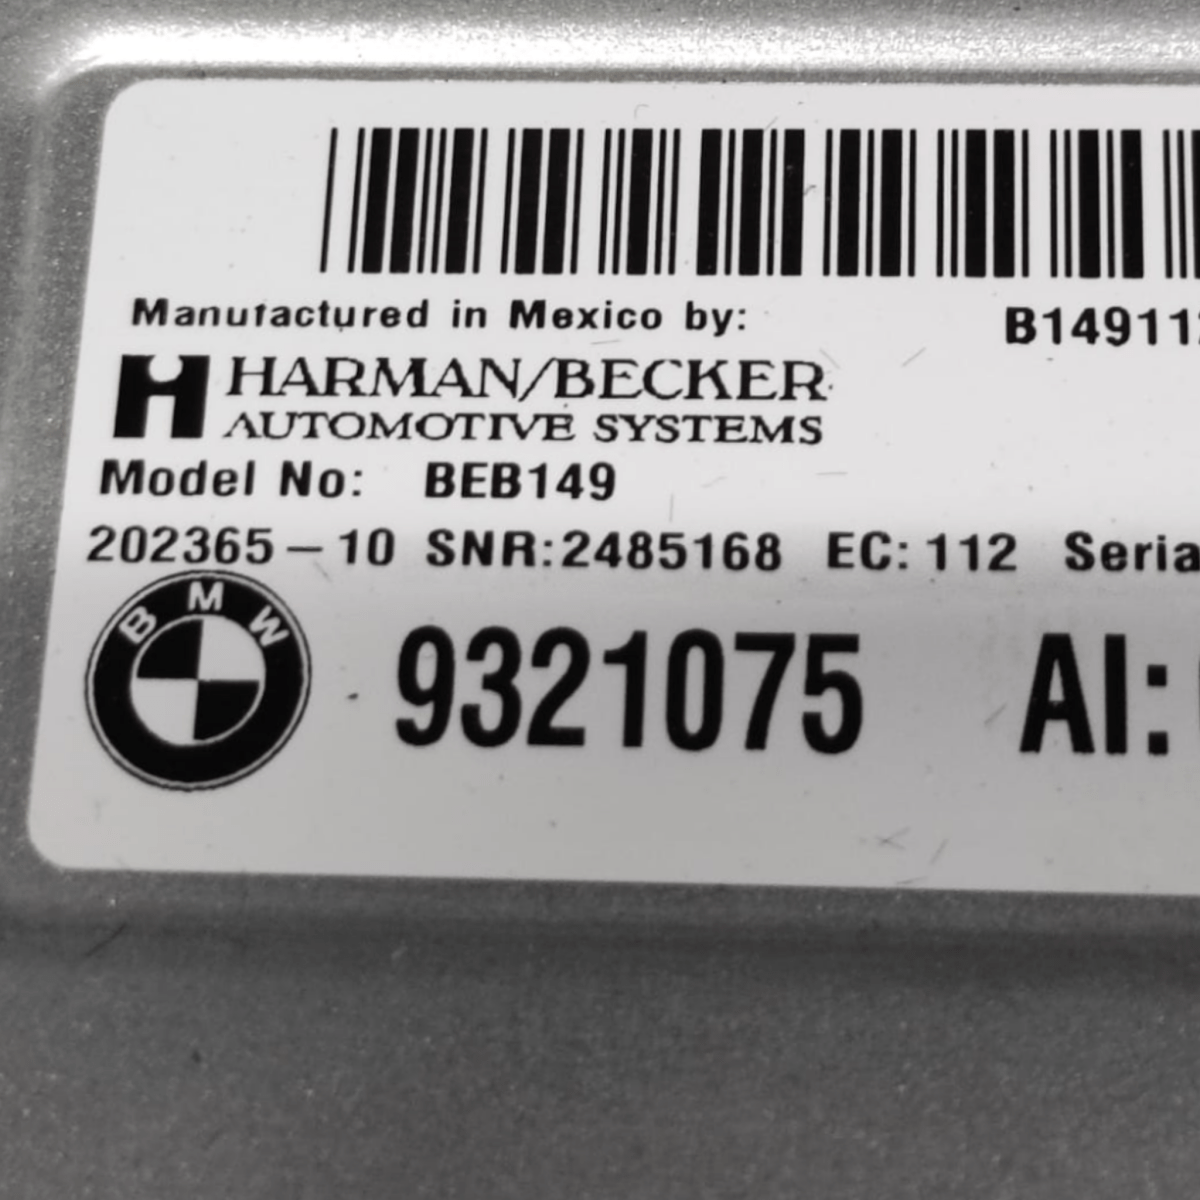 Manufactured in Mexico by:
B14911
HARMAN/BECKER
AUTOMOTIVE SYSTEMS
Model No: BEB149
202365-10 SNR:2485168 EC: 112 Seria
BMW
9321075 AI: